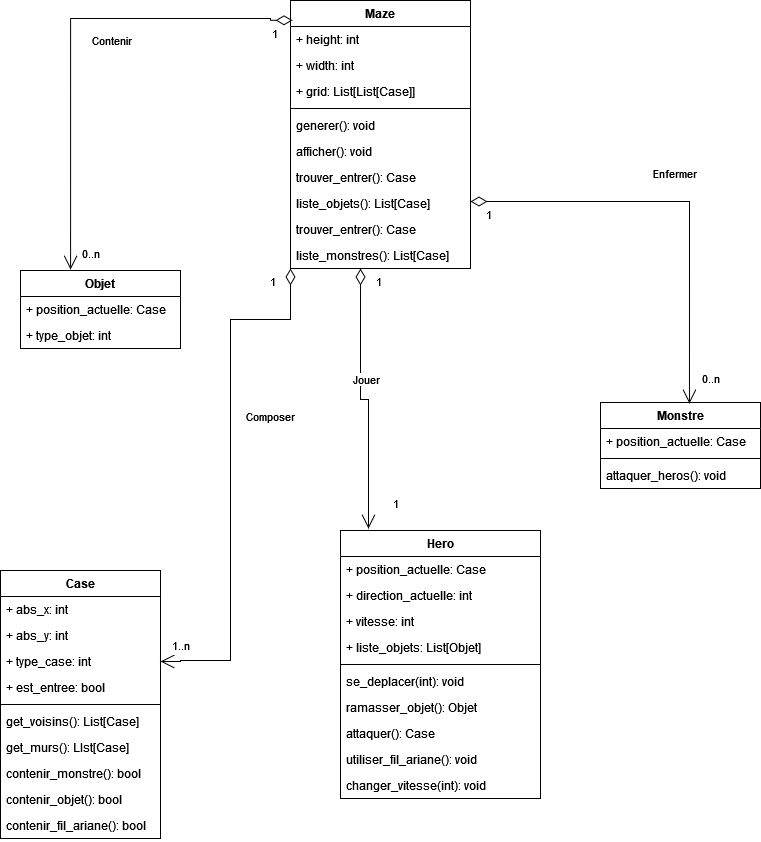 Maze
+ height: int
+ width: int
+ grid: List[List[Case]]
generer(): void
afficher(): void
trouver_entrer(): Case
liste_objets(): List[Case]
trouver_entrer(): Case
liste_monstres(): List[Case]
1
Contenir
0..n
Objet
+ position_actuelle: Case
+ type_objet: int
1
Enfermer
0..n
Monstre
+ position_actuelle: Case
attaquer_heros(): void
1
Composer
1..n
Case
+ abs_x: int
+ abs_y: int
+ type_case: int
+ est_entree: bool
get_voisins(): List[Case]
get_murs(): LIst[Case]
contenir_monstre(): bool
contenir_objet(): bool
contenir_fil_ariane(): bool
1
Jouer
1
Hero
+ position_actuelle: Case
+ direction_actuelle: int
+ vitesse: int
+ liste_objets: List[Objet]
se_deplacer(int): void
ramasser_objet(): Objet
attaquer(): Case
utiliser_fil_ariane(): void
changer_vitesse(int): void